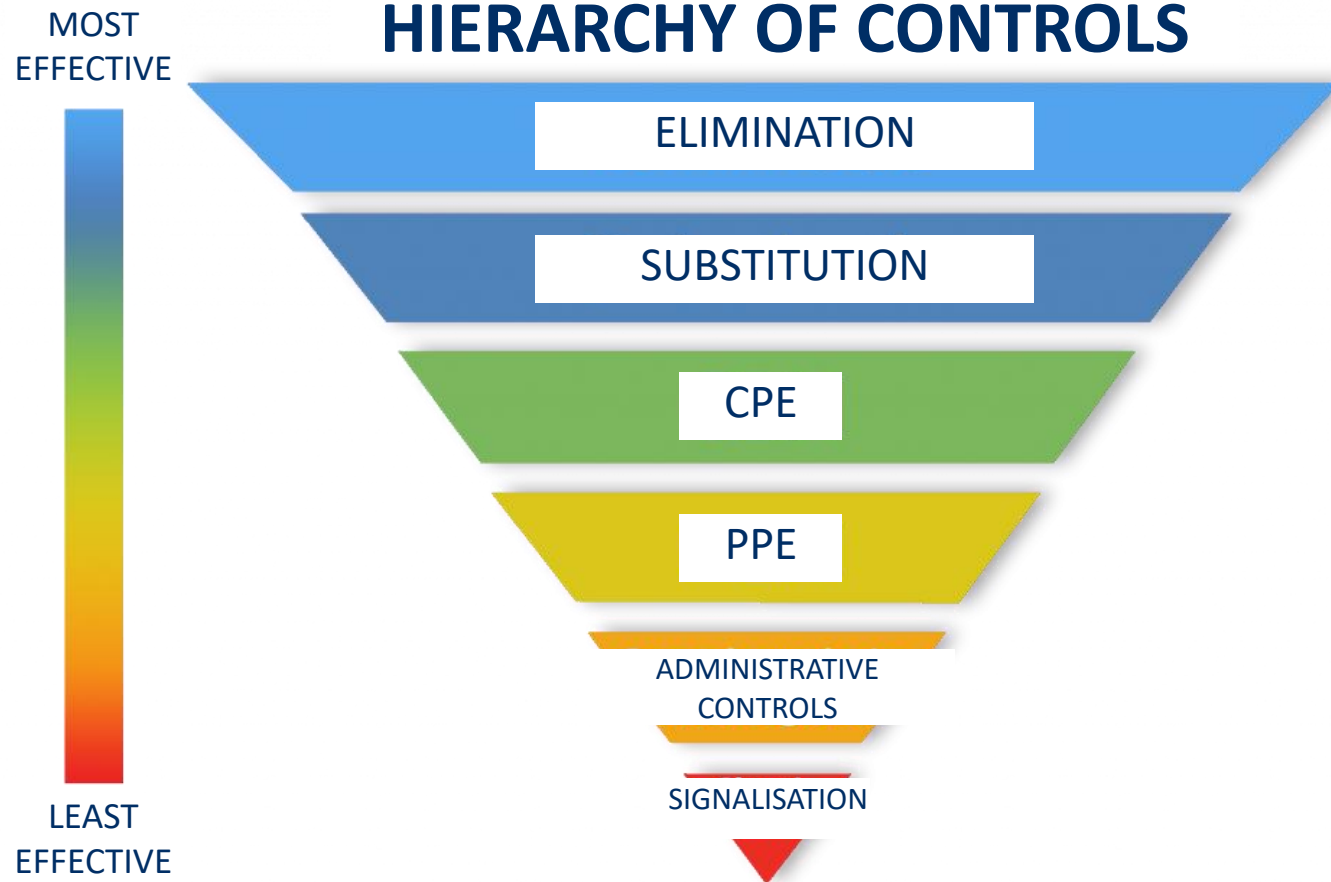 MOST
EFFECTIVE
HIERARCHY OF CONTROLS
ELIMINATION
SUBSTITUTION
CPE
PPE
ADMINISTRATIVE
CONTROLS
SIGNALISATION
LEAST
EFFECTIVE